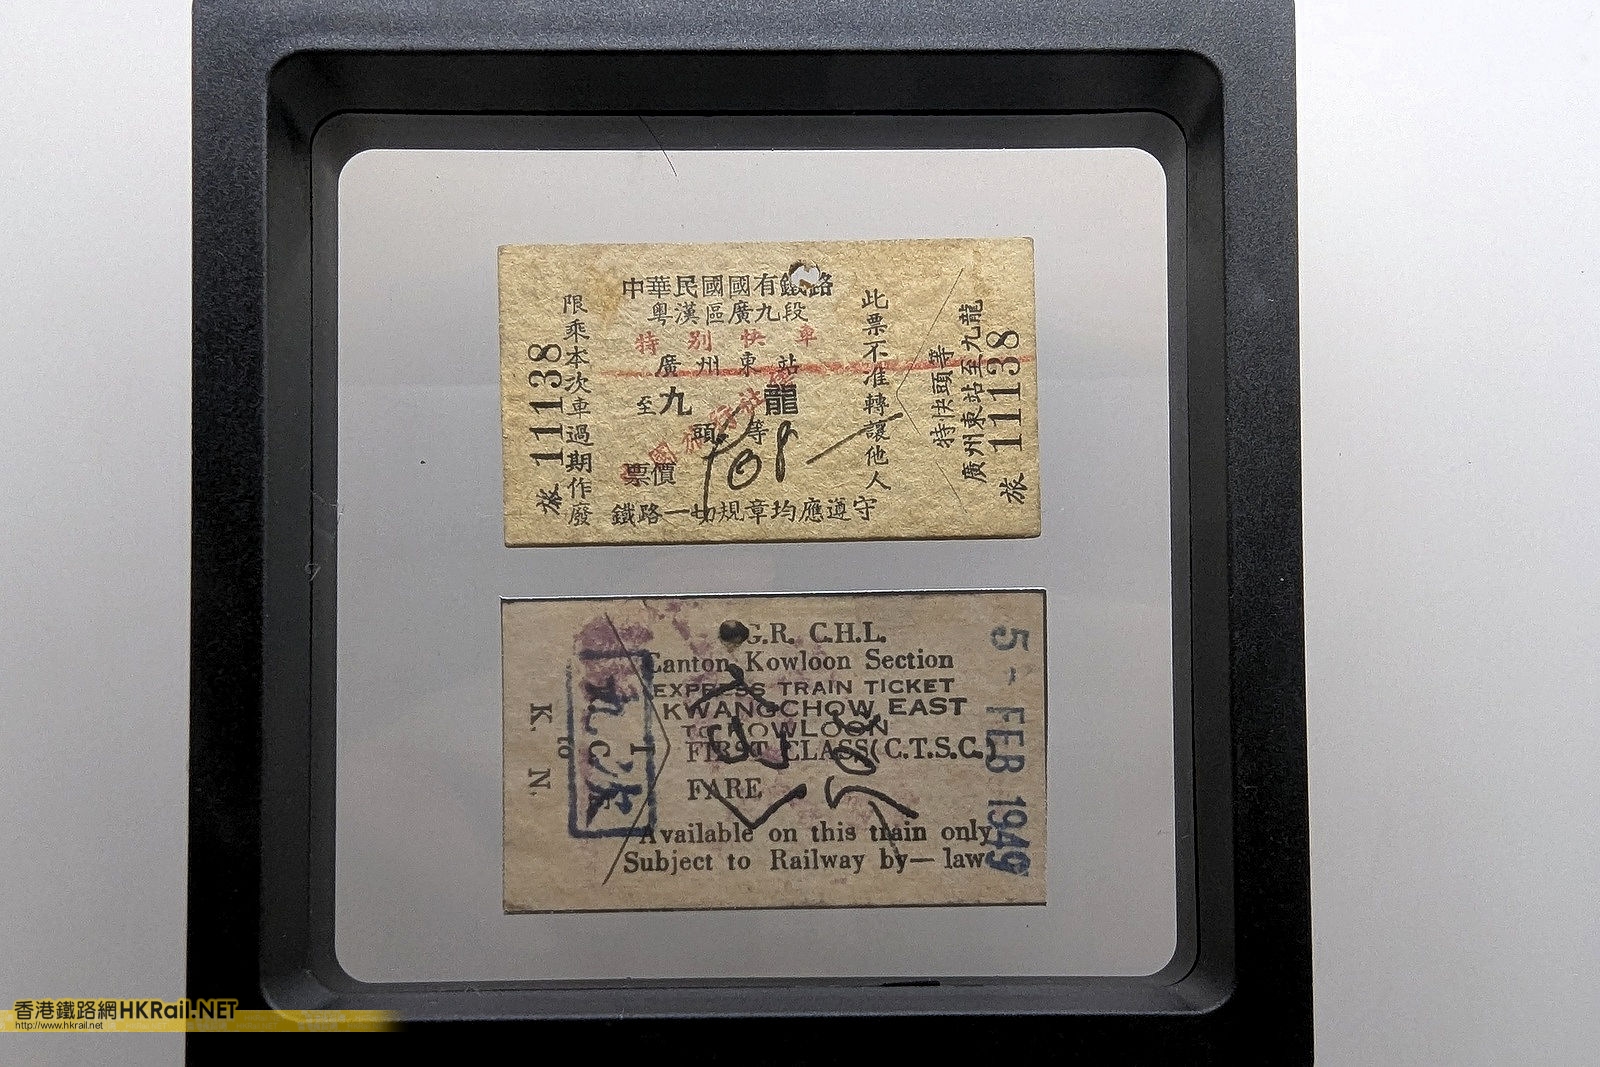 中華民國國有鐵路
粵漢區廣九段
特別快車
廣州東站
至九龍
頭等
票價 108
鐵路一切規章均應遵守
限乘本次車過期作廢
旅 11138
此票不准轉讓他人
特快頭等
廣州東站至九龍
旅 11138
G.R. C.H.L.
Canton Kowloon Section
EXPRESS TRAIN TICKET
KWANGCHOW EAST
TO KOWLOON
FIRST CLASS (C.T.S.C.)
FARE
Available on this train only
Subject to Railway by-law
K. to N.
T C
5 - FEB 1949
香港鐵路網HKRail.NET
http://www.hkrail.net